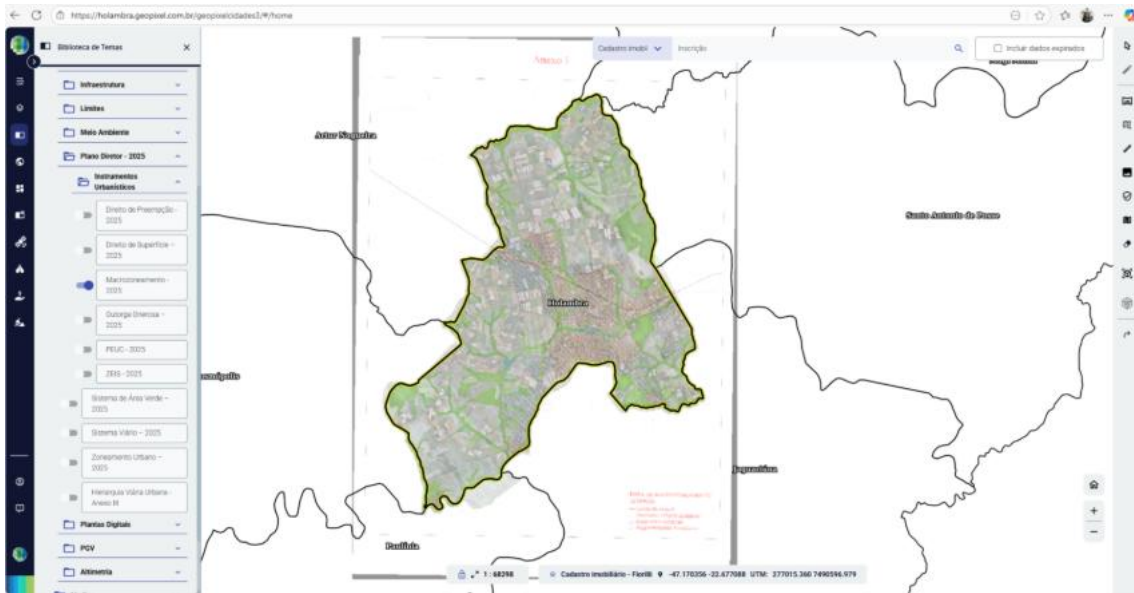 https://holambra.geopixel.com.br/geopixelcidades3/#/home
Biblioteca de Temas
Cadastro imobil
Inscrição
Incluir dados expirados
Infraestrutura
Limites
Meio Ambiente
Plano Diretor - 2025
Instrumentos
Urbanísticos
Direito de Preempção -
2025
Direito de Superfície –
2025
Macrozoneamento -
2025
Outorga Onerosa –
2025
PEUC - 2025
ZEIS - 2025
Sistema de Área Verde –
2025
Sistema Viário – 2025
Zoneamento Urbano –
2025
Hierarquia Viária Urbana -
Anexo III
Plantas Digitais
PGV
Altimetria
Anexo 1
Artur Nogueira
Santo Antonio de Posse
Holambra
Jaguariúna
Paulínia
1 : 68298
Cadastro Imobiliário - Fiorilli
-47.170356 -22.677088 UTM: 277015.360 7490596.979